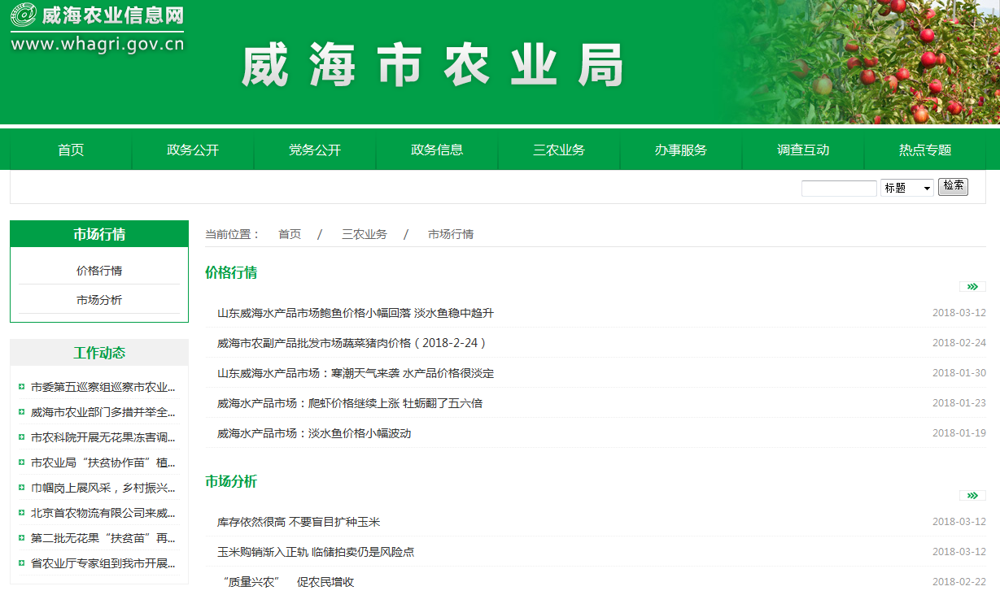 威海农业信息网
www.whagri.gov.cn
威海市农业局
首页 政务公开 党务公开 政务信息 三农业务 办事服务 调查互动 热点专题
标题 检索
市场行情
价格行情
市场分析
工作动态
市委第五巡察组巡察市农业...
威海市农业部门多措并举全...
市农科院开展无花果冻害调...
市农业局“扶贫协作苗”植...
巾帼岗上展风采，乡村振兴...
北京首农物流有限公司来威...
第二批无花果“扶贫苗”再...
省农业厅专家组到我市开展...
当前位置： 首页 / 三农业务 / 市场行情
价格行情
山东威海水产品市场鲍鱼价格小幅回落 淡水鱼稳中趋升 2018-03-12
威海市农副产品批发市场蔬菜猪肉价格（2018-2-24） 2018-02-24
山东威海水产品市场：寒潮天气来袭 水产品价格很淡定 2018-01-30
威海水产品市场：爬虾价格继续上涨 牡蛎翻了五六倍 2018-01-23
威海水产品市场：淡水鱼价格小幅波动 2018-01-19
市场分析
库存依然很高 不要盲目扩种玉米 2018-03-12
玉米购销渐入正轨 临储拍卖仍是风险点 2018-03-12
“质量兴农” 促农民增收 2018-02-22